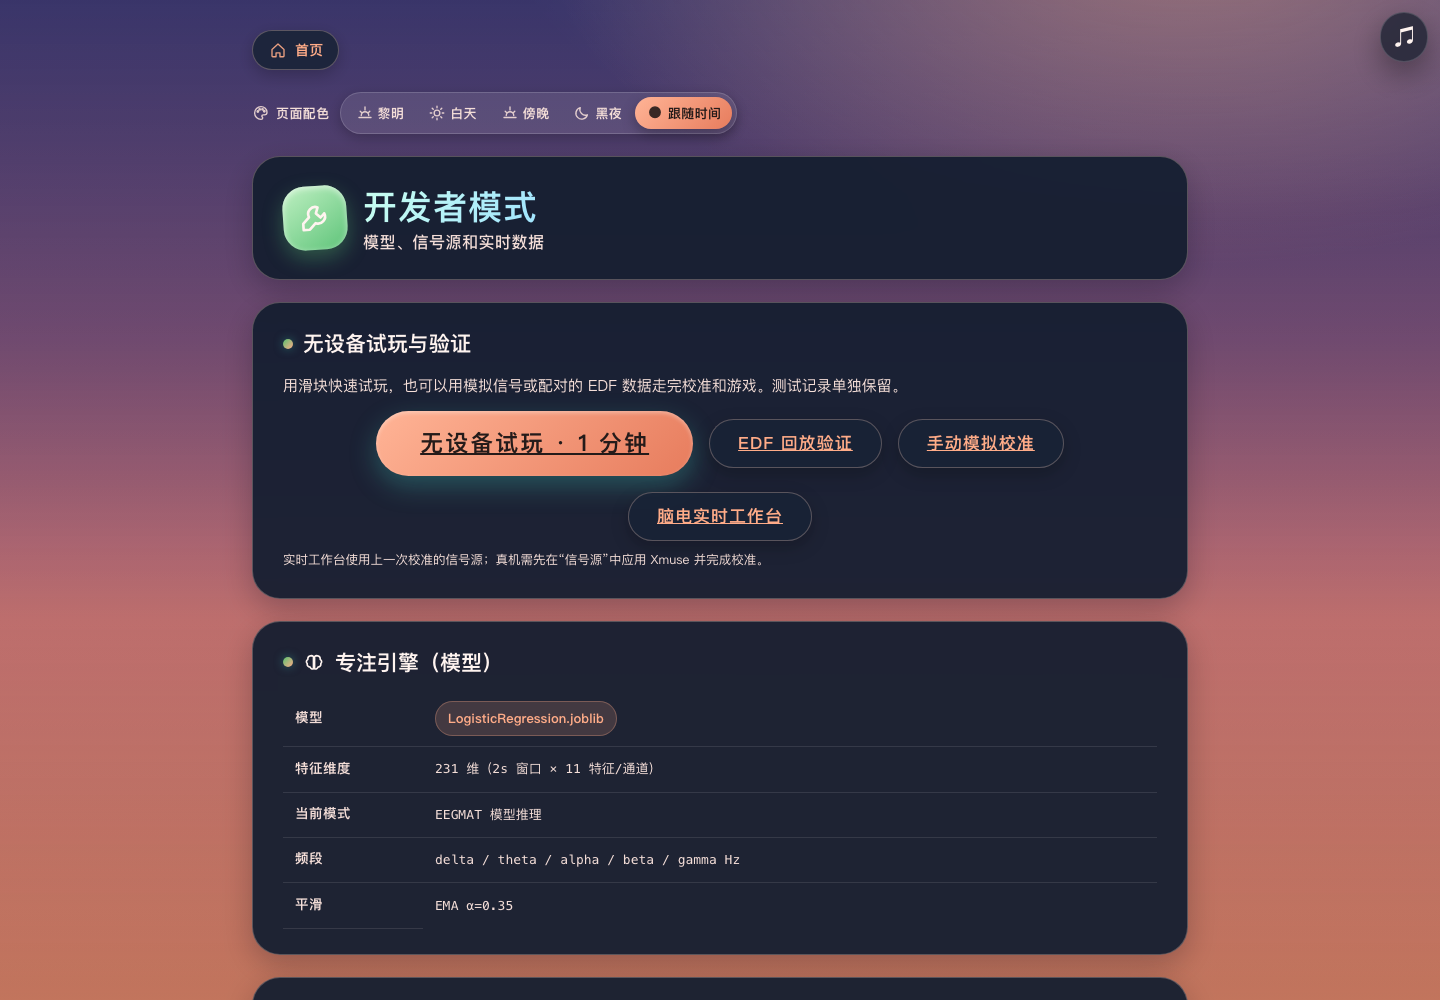 首页
页面配色 黎明 白天 傍晚 黑夜 跟随时间
开发者模式
模型、信号源和实时数据
无设备试玩与验证
用滑块快速试玩，也可以用模拟信号或配对的 EDF 数据走完校准和游戏。测试记录单独保留。
无设备试玩 · 1 分钟 EDF 回放验证 手动模拟校准
脑电实时工作台
实时工作台使用上一次校准的信号源；真机需先在“信号源”中应用 Xmuse 并完成校准。
专注引擎（模型）
模型 LogisticRegression.joblib
特征维度 231 维（2s 窗口 × 11 特征/通道）
当前模式 EEGMAT 模型推理
频段 delta / theta / alpha / beta / gamma Hz
平滑 EMA α=0.35